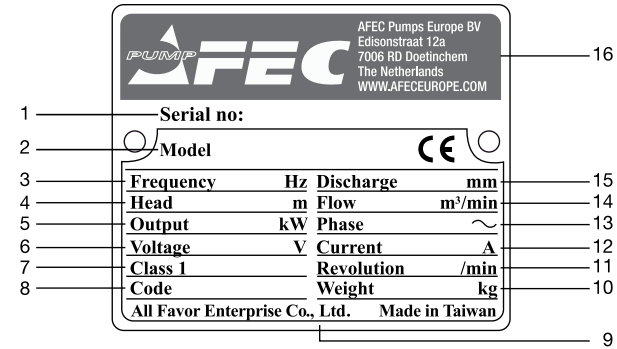 PUMP AFEC
AFEC Pumps Europe BV
Edisonstraat 12a
7006 RD Doetinchem
The Netherlands
WWW.AFECEUROPE.COM
16
1 Serial no:
2 Model CE
3 Frequency Hz Discharge mm 15
4 Head m Flow m³/min 14
5 Output kW Phase ~ 13
6 Voltage V Current A 12
7 Class 1 Revolution /min 11
8 Code Weight kg 10
All Favor Enterprise Co., Ltd. Made in Taiwan
9